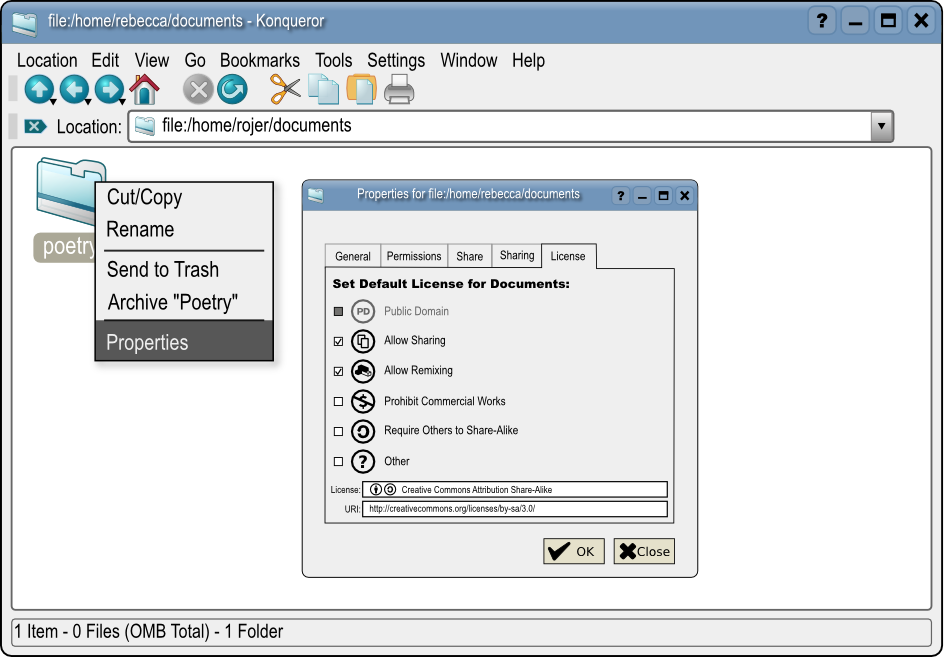 file:/home/rebecca/documents - Konqueror
Location Edit View Go Bookmarks Tools Settings Window Help
Location: file:/home/rojer/documents
poetry
Cut/Copy
Rename
Send to Trash
Archive "Poetry"
Properties
Properties for file:/home/rebecca/documents
General Permissions Share Sharing License
Set Default License for Documents:
PD Public Domain
Allow Sharing
Allow Remixing
$ Prohibit Commercial Works
Require Others to Share-Alike
? Other
License: Creative Commons Attribution Share-Alike
URI: http://creativecommons.org/licenses/by-sa/3.0/
OK Close
1 Item - 0 Files (OMB Total) - 1 Folder